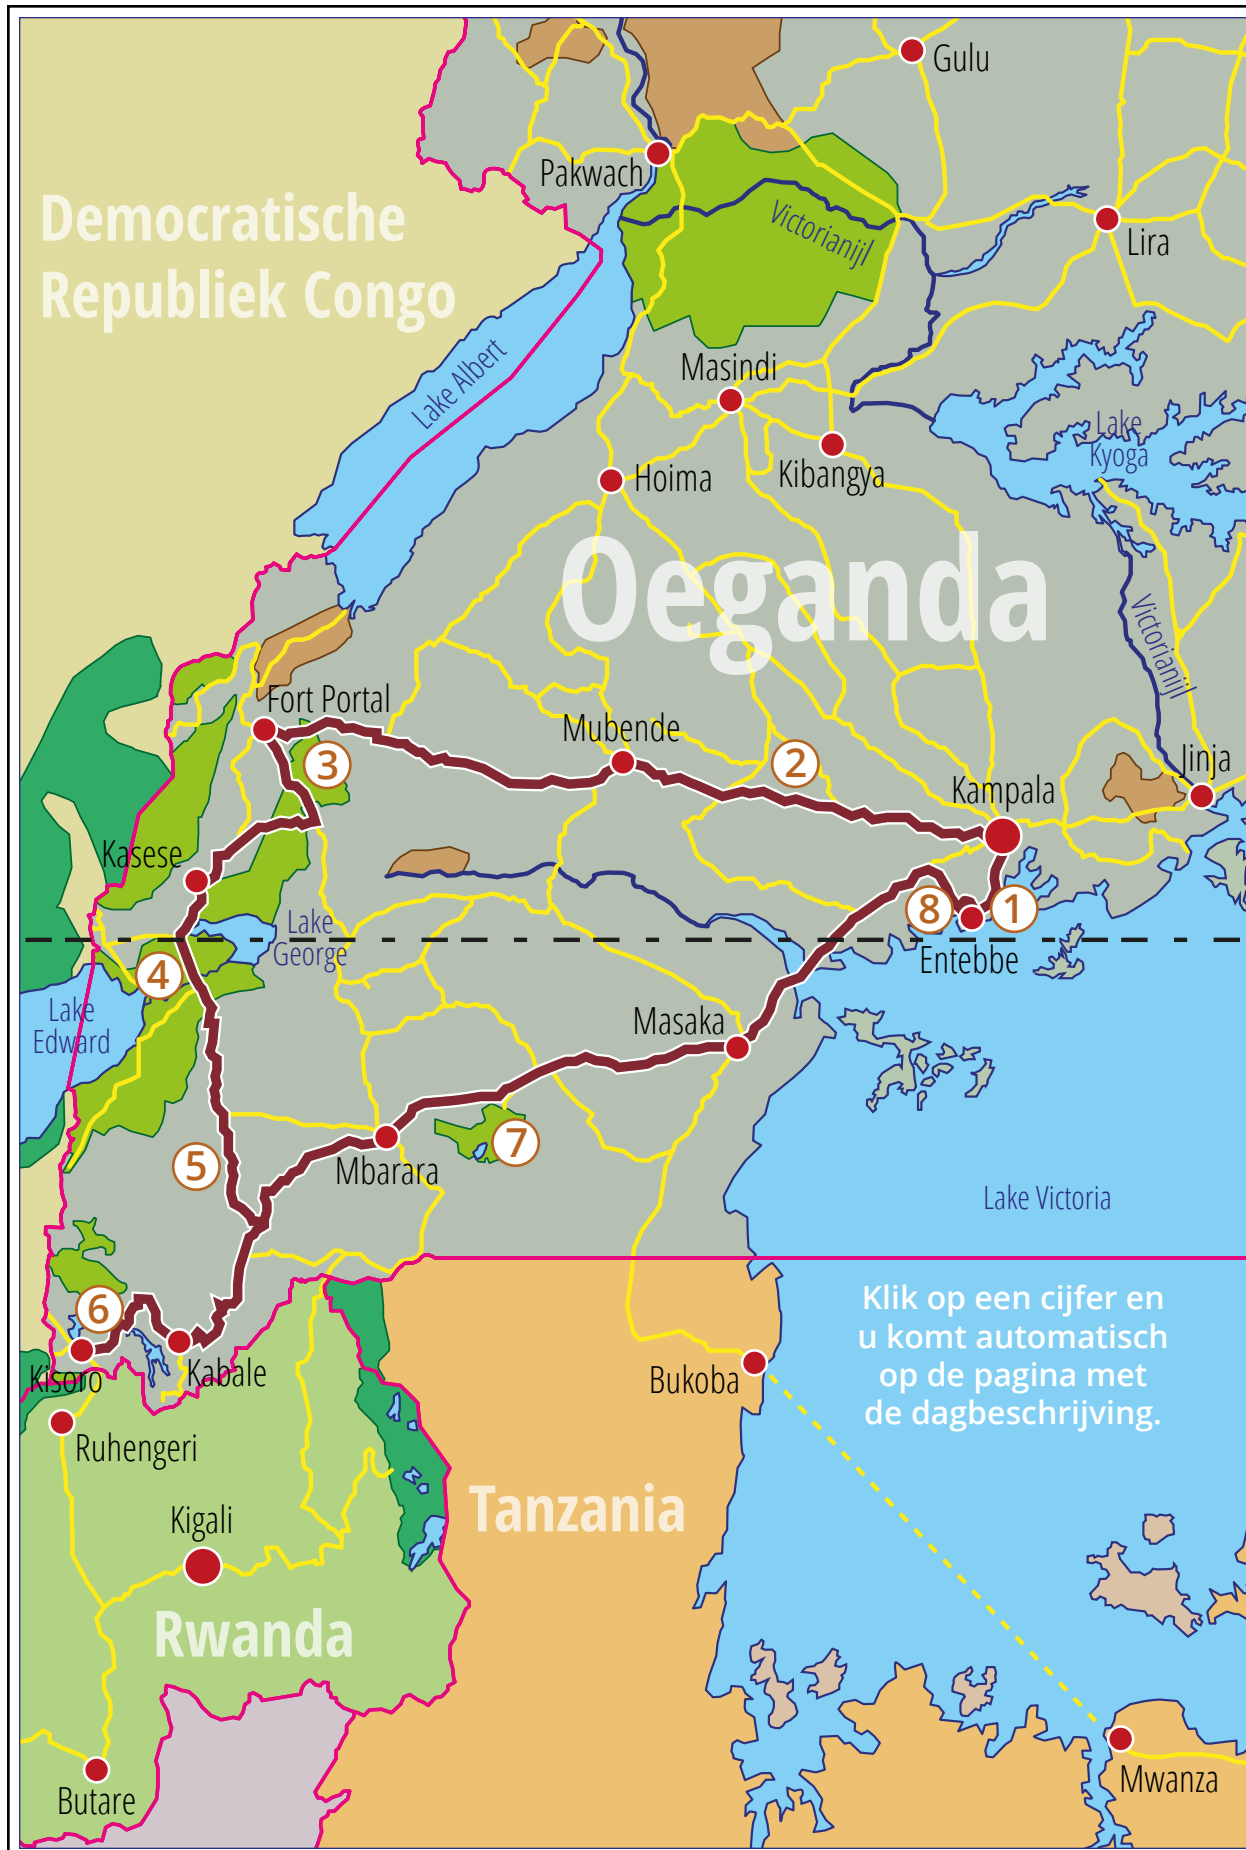 Gulu
Pakwach
Democratische
Republiek Congo
Victorianijl
Lira
Lake Albert
Masindi
Lake
Kyoga
Hoima
Kibangya
Oeganda
Victorianijl
Fort Portal
Mubende
2
3
Jinja
Kampala
Kasese
8
1
Lake
George
Entebbe
4
Lake
Edward
Masaka
7
5
Mbarara
Lake Victoria
6
Klik op een cijfer en
u komt automatisch
op de pagina met
de dagbeschrijving.
Kisoro
Kabale
Bukoba
Ruhengeri
Tanzania
Kigali
Rwanda
Mwanza
Butare